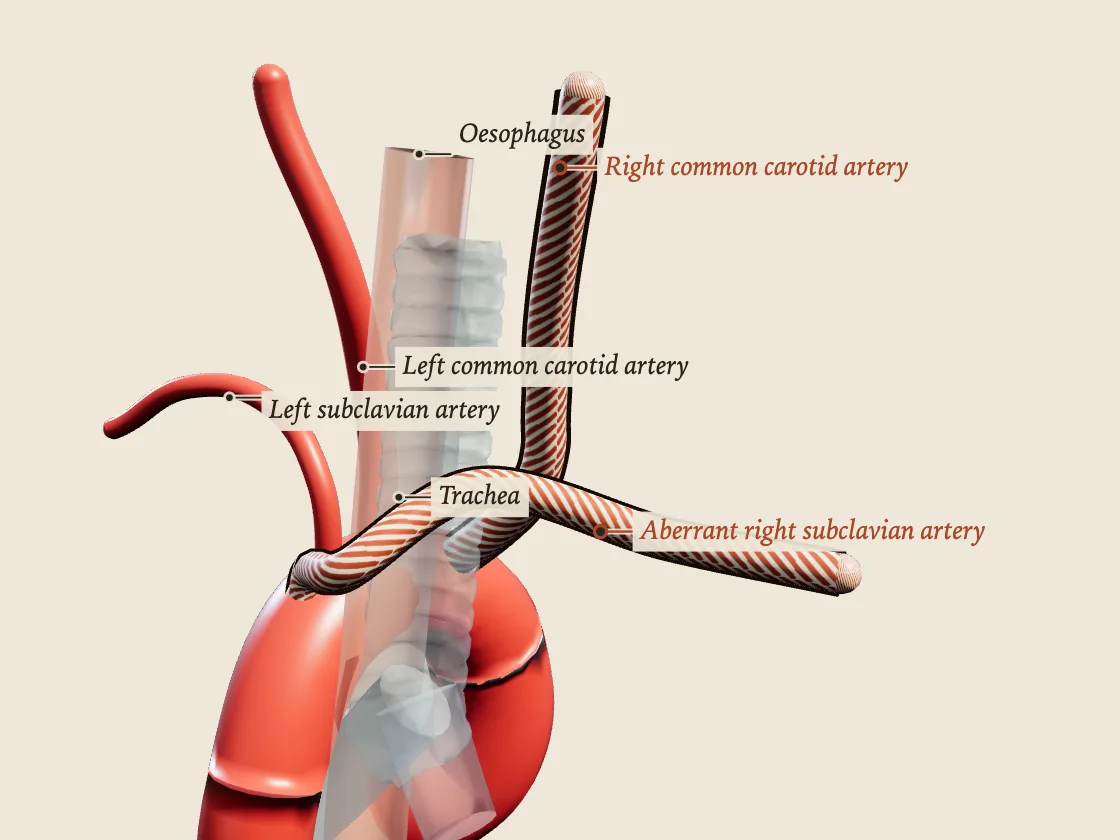 Oesophagus
Right common carotid artery
Left common carotid artery
Left subclavian artery
Trachea
Aberrant right subclavian artery